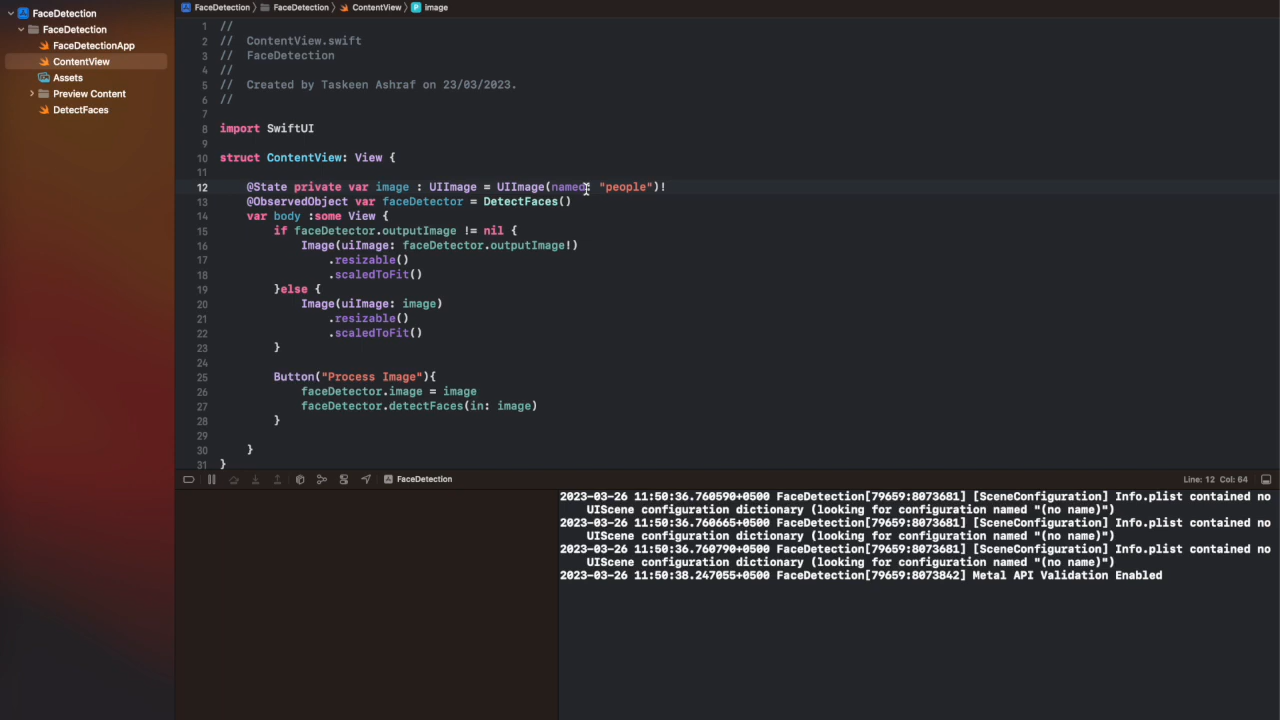 FaceDetection
FaceDetection
FaceDetectionApp
ContentView
Assets
Preview Content
DetectFaces
FaceDetection FaceDetection ContentView P image
1 //
2 // ContentView.swift
3 // FaceDetection
4 //
5 // Created by Taskeen Ashraf on 23/03/2023.
6 //
7
8 import SwiftUI
9
10 struct ContentView: View {
11
12 @State private var image : UIImage = UIImage(named: "people")!
13 @ObservedObject var faceDetector = DetectFaces()
14 var body :some View {
15 if faceDetector.outputImage != nil {
16 Image(uiImage: faceDetector.outputImage!)
17 .resizable()
18 .scaledToFit()
19 }else {
20 Image(uiImage: image)
21 .resizable()
22 .scaledToFit()
23 }
24
25 Button("Process Image"){
26 faceDetector.image = image
27 faceDetector.detectFaces(in: image)
28 }
29
30 }
31 }
FaceDetection
Line: 12 Col: 64
2023-03-26 11:50:36.760590+0500 FaceDetection[79659:8073681] [SceneConfiguration] Info.plist contained no
UIScene configuration dictionary (looking for configuration named "(no name)")
2023-03-26 11:50:36.760665+0500 FaceDetection[79659:8073681] [SceneConfiguration] Info.plist contained no
UIScene configuration dictionary (looking for configuration named "(no name)")
2023-03-26 11:50:36.760790+0500 FaceDetection[79659:8073681] [SceneConfiguration] Info.plist contained no
UIScene configuration dictionary (looking for configuration named "(no name)")
2023-03-26 11:50:38.247055+0500 FaceDetection[79659:8073842] Metal API Validation Enabled